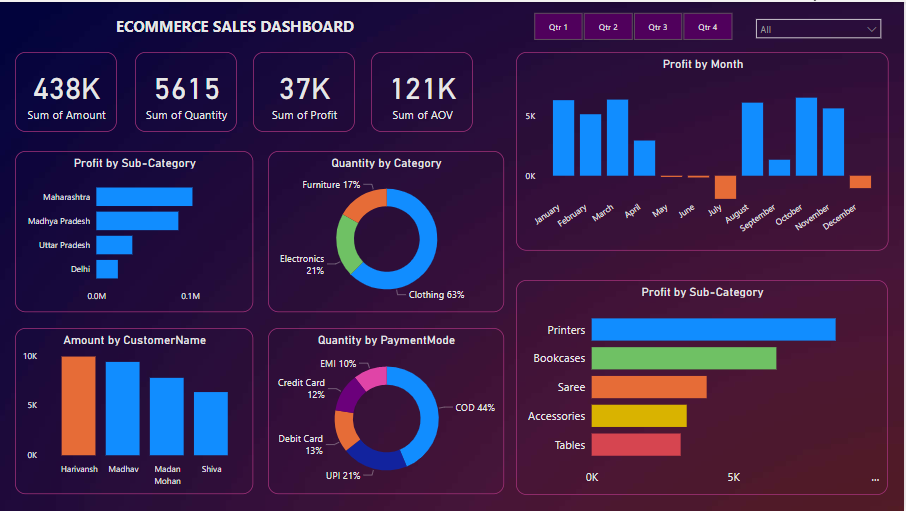 ECOMMERCE SALES DASHBOARD
Qtr 1
Qtr 2
Qtr 3
Qtr 4
All
438K
Sum of Amount
5615
Sum of Quantity
37K
Sum of Profit
121K
Sum of AOV
Profit by Month
5K
0K
January
February
March
April
May
June
July
August
September
October
November
December
Profit by Sub-Category
Maharashtra
Madhya Pradesh
Uttar Pradesh
Delhi
0.0M
0.1M
Quantity by Category
Furniture 17%
Electronics
21%
Clothing 63%
Profit by Sub-Category
Printers
Bookcases
Saree
Accessories
Tables
0K
5K
...
Amount by CustomerName
10K
5K
0K
Harivansh
Madhav
Madan
Mohan
Shiva
Quantity by PaymentMode
EMI 10%
Credit Card
12%
Debit Card
13%
UPI 21%
COD 44%